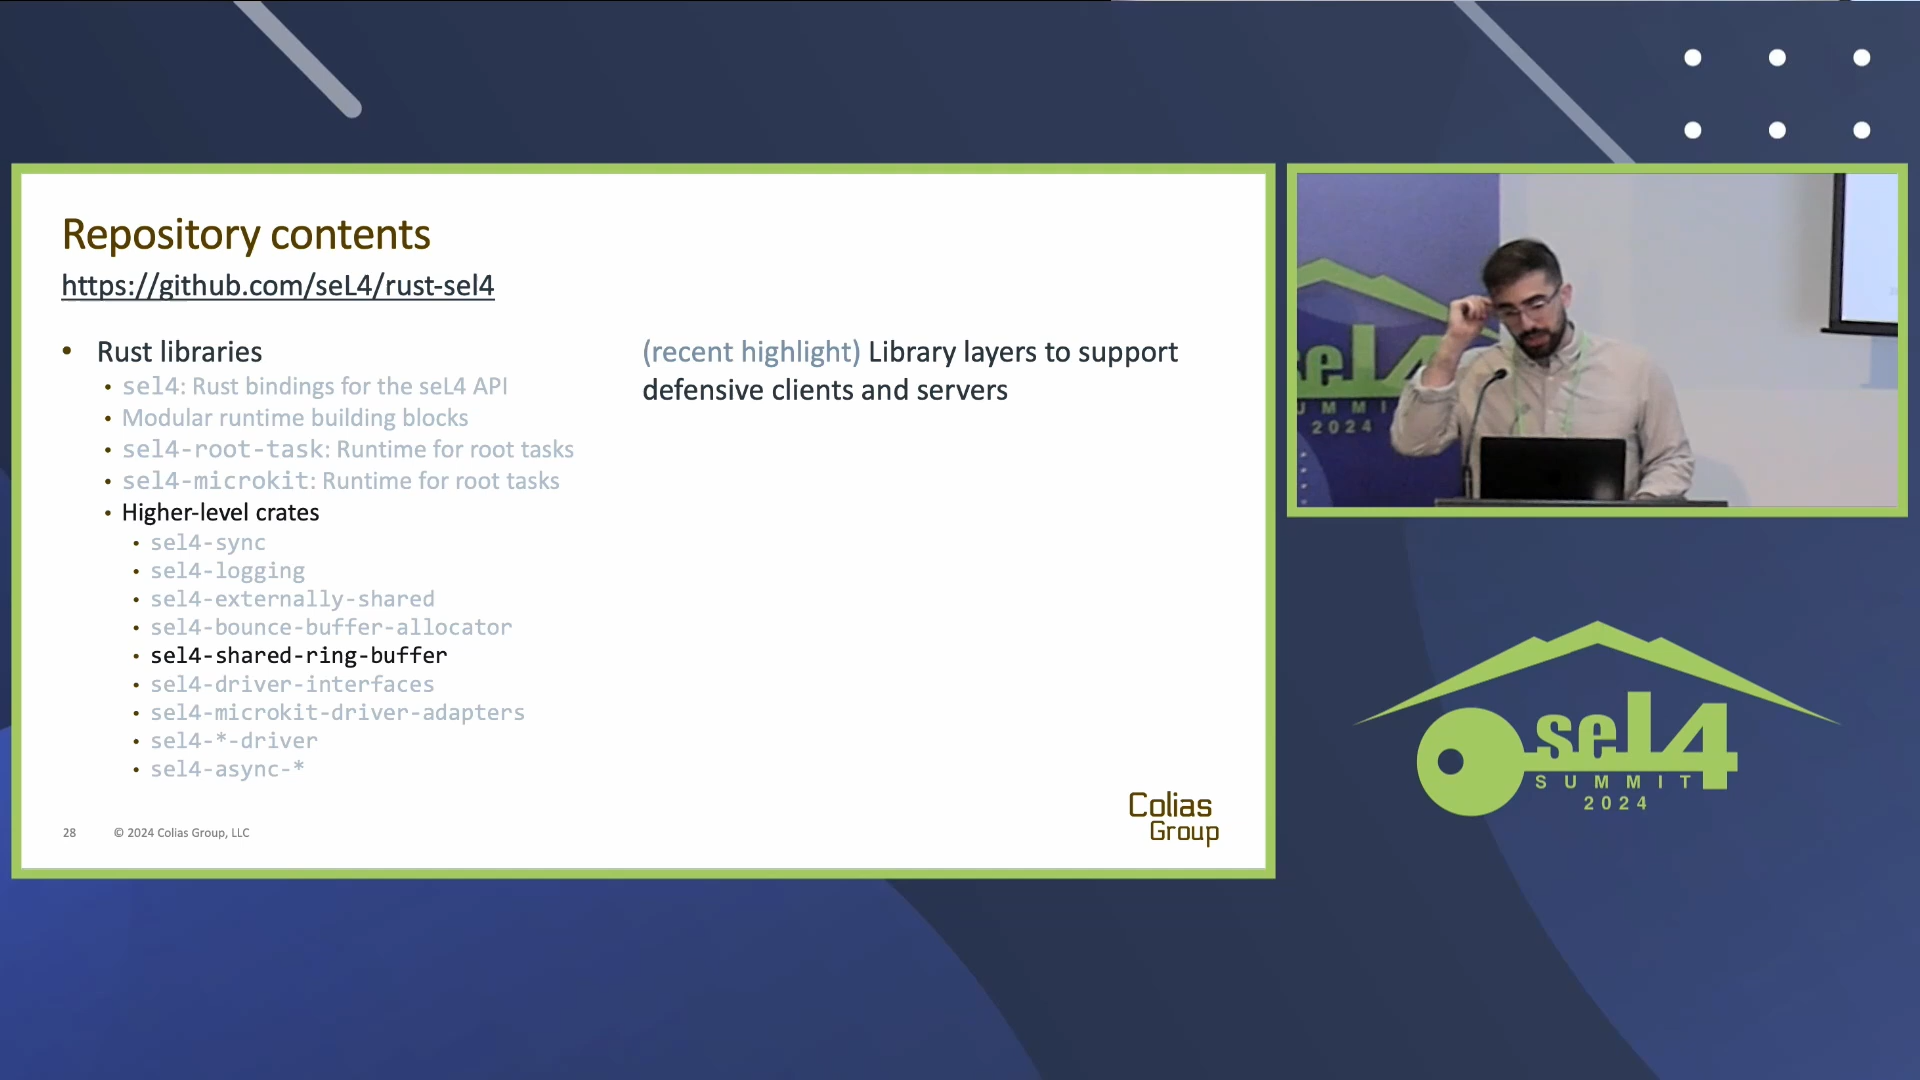 Repository contents
https://github.com/seL4/rust-sel4
• Rust libraries
• sel4: Rust bindings for the seL4 API
• Modular runtime building blocks
• sel4-root-task: Runtime for root tasks
• sel4-microkit: Runtime for root tasks
• Higher-level crates
• sel4-sync
• sel4-logging
• sel4-externally-shared
• sel4-bounce-buffer-allocator
• sel4-shared-ring-buffer
• sel4-driver-interfaces
• sel4-microkit-driver-adapters
• sel4-*-driver
• sel4-async-*
(recent highlight) Library layers to support
defensive clients and servers
28 © 2024 Colias Group, LLC
Colias
Group
sel4
UMMI
2024
sel4
SUMMIT
2024